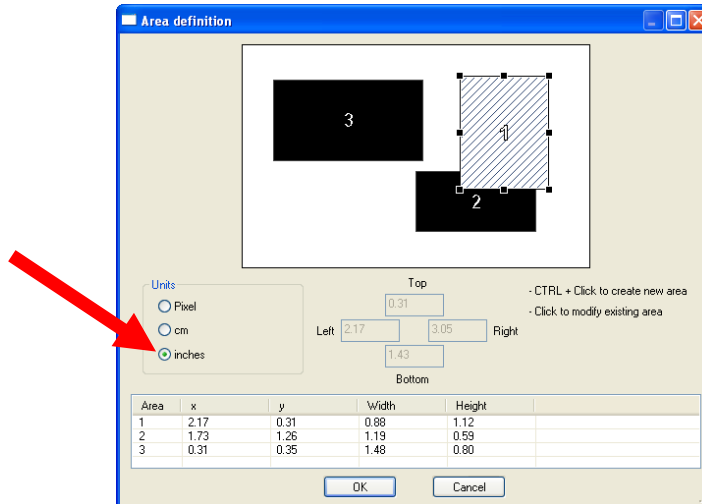 Area definition
3
1
2
Units
Pixel
cm
inches
Top
0.31
Left 2.17 3.05 Right
1.43
Bottom
- CTRL + Click to create new area
- Click to modify existing area
Area x y Width Height
1 2.17 0.31 0.88 1.12
2 1.73 1.26 1.19 0.59
3 0.31 0.35 1.48 0.80
OK Cancel